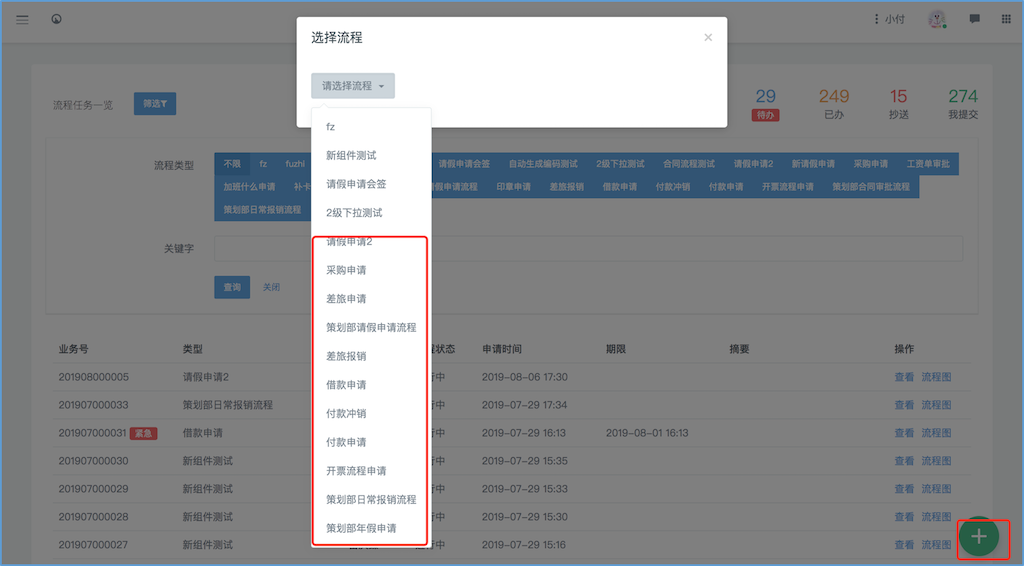 小付
选择流程
×
请选择流程
流程任务一览
筛选
29
待办
249
已办
15
抄送
274
我提交
fz
新组件测试
请假申请会签
2级下拉测试
请假申请2
采购申请
差旅申请
策划部请假申请流程
差旅报销
借款申请
付款冲销
付款申请
开票流程申请
策划部日常报销流程
策划部年假申请
流程类型
不限 fz fuzhi 请假申请会签 自动生成编码测试 2级下拉测试 合同流程测试 请假申请2 新请假申请 采购申请 工资单审批
加班什么申请 补卡 假申请流程 印章申请 差旅报销 借款申请 付款冲销 付款申请 开票流程申请 策划部合同审批流程
策划部日常报销流程
关键字
查询 关闭
业务号 类型 状态 申请时间 期限 摘要 操作
201908000005 请假申请2 中 2019-08-06 17:30 查看 流程图
201907000033 策划部日常报销流程 中 2019-07-29 17:34 查看 流程图
201907000031 紧急 借款申请 中 2019-07-29 16:13 2019-08-01 16:13 查看 流程图
201907000030 新组件测试 中 2019-07-29 15:35 查看 流程图
201907000029 新组件测试 中 2019-07-29 15:33 查看 流程图
201907000028 新组件测试 中 2019-07-29 15:30 查看 流程图
201907000027 新组件测试 中 2019-07-29 15:16 查看 流程图